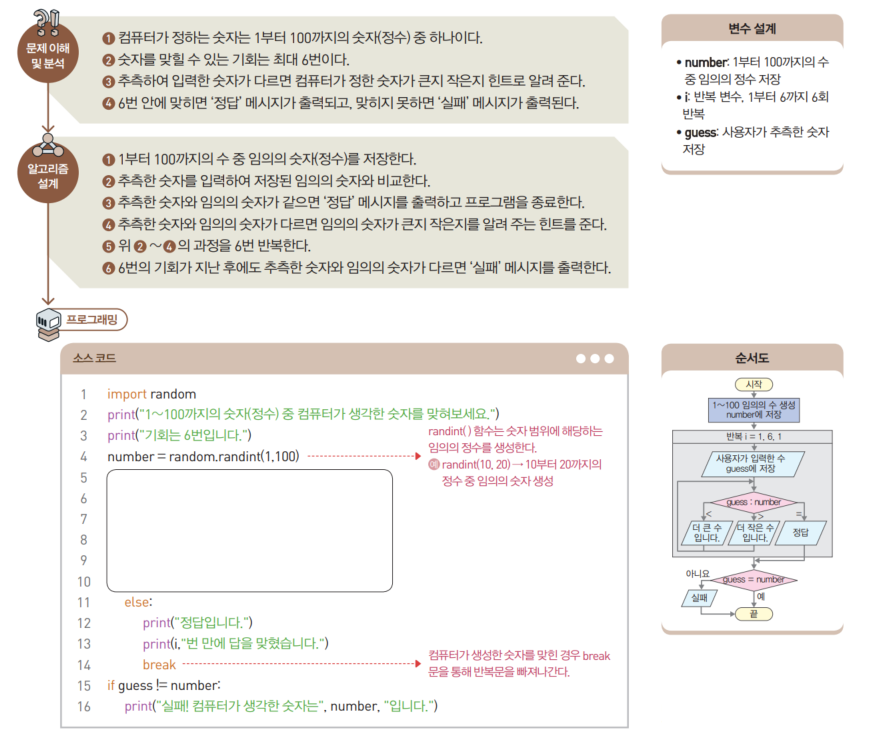 문제 이해
및 분석
❶ 컴퓨터가 정하는 숫자는 1부터 100까지의 숫자(정수) 중 하나이다.
❷ 숫자를 맞힐 수 있는 기회는 최대 6번이다.
❸ 추측하여 입력한 숫자가 다르면 컴퓨터가 정한 숫자가 큰지 작은지 힌트로 알려 준다.
❹ 6번 안에 맞히면 ‘정답’ 메시지가 출력되고, 맞히지 못하면 ‘실패’ 메시지가 출력된다.
변수 설계
• number: 1부터 100까지의 수
중 임의의 정수 저장
• i: 반복 변수, 1부터 6까지 6회
반복
• guess: 사용자가 추측한 숫자
저장
알고리즘
설계
❶ 1부터 100까지의 수 중 임의의 숫자(정수)를 저장한다.
❷ 추측한 숫자를 입력하여 저장된 임의의 숫자와 비교한다.
❸ 추측한 숫자와 임의의 숫자가 같으면 ‘정답’ 메시지를 출력하고 프로그램을 종료한다.
❹ 추측한 숫자와 임의의 숫자가 다르면 임의의 숫자가 큰지 작은지를 알려 주는 힌트를 준다.
❺ 위 ❷~❹의 과정을 6번 반복한다.
❻ 6번의 기회가 지난 후에도 추측한 숫자와 임의의 숫자가 다르면 ‘실패’ 메시지를 출력한다.
프로그래밍
소스 코드
1 import random
2 print("1~100까지의 숫자(정수) 중 컴퓨터가 생각한 숫자를 맞혀보세요.")
3 print("기회는 6번입니다.")
4 number = random.randint(1,100)
5
6
7
8
9
10
11 else:
12 print("정답입니다.")
13 print(i,"번 만에 답을 맞혔습니다.")
14 break
15 if guess != number:
16 print("실패! 컴퓨터가 생각한 숫자는", number, "입니다.")
randint( ) 함수는 숫자 범위에 해당하는
임의의 정수를 생성한다.
예 randint(10, 20) → 10부터 20까지의
정수 중 임의의 숫자 생성
컴퓨터가 생성한 숫자를 맞힌 경우 break
문을 통해 반복문을 빠져나간다.
순서도
시작
1~100 임의의 수 생성
number에 저장
반복 i = 1, 6, 1
사용자가 입력한 수
guess에 저장
guess : number
< > =
더 큰 수
입니다.
더 작은 수
입니다.
정답
아니요
guess = number
실패
예
끝